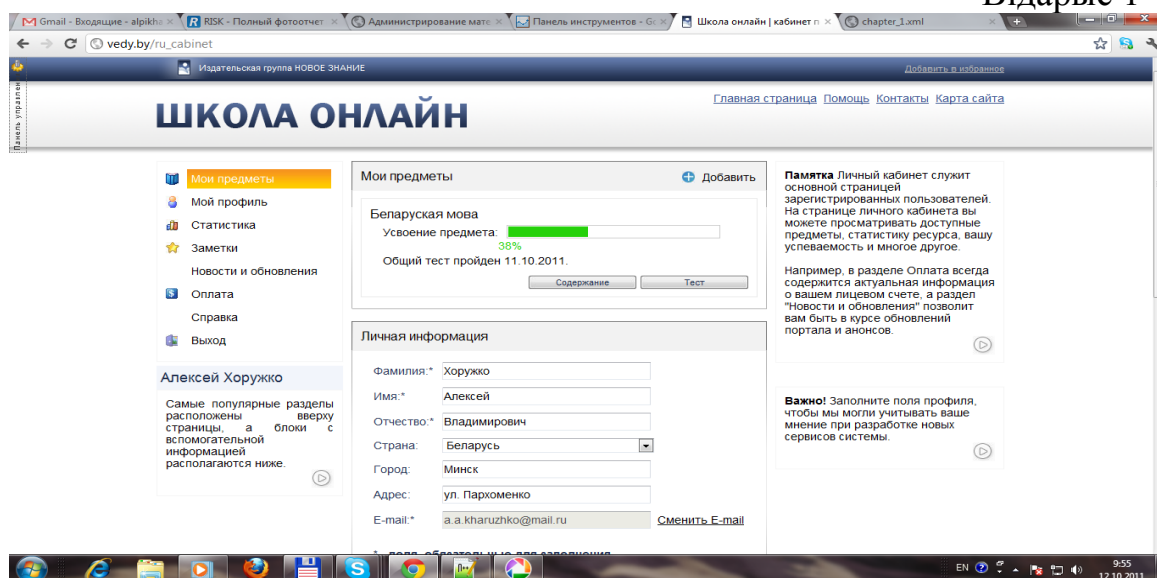 Відарыс 1
Gmail - Входящие - alpikha
RISK - Полный фотоотчет
Администрирование мате
Панель инструментов - Go
Школа онлайн | кабинет п
chapter_1.xml
vedy.by/ru_cabinet
Издательская группа НОВОЕ ЗНАНИЕ
Добавить в избранное
Панель управлен
ШКОЛА ОНЛАЙН
Главная страница Помощь Контакты Карта сайта
Мои предметы
Мой профиль
Статистика
Заметки
Новости и обновления
Оплата
Справка
Выход
Алексей Хоружко
Самые популярные разделы
расположены вверху
страницы, а блоки с
вспомогательной
информацией
располагаются ниже.
Мои предметы
Добавить
Беларуская мова
Усвоение предмета:
38%
Общий тест пройден 11.10.2011.
Содержание
Тест
Личная информация
Фамилия:* Хоружко
Имя:* Алексей
Отчество:* Владимирович
Страна: Беларусь
Город: Минск
Адрес: ул. Пархоменко
E-mail:* a.a.kharuzhko@mail.ru Сменить E-mail
* - поля, обязательные для заполнения
Памятка Личный кабинет служит
основной страницей
зарегистрированных пользователей.
На странице личного кабинета вы
можете просматривать доступные
предметы, статистику ресурса, вашу
успеваемость и многое другое.
Например, в разделе Оплата всегда
содержится актуальная информация
о вашем лицевом счете, а раздел
"Новости и обновления" позволит
вам быть в курсе обновлений
портала и анонсов.
Важно! Заполните поля профиля,
чтобы мы могли учитывать ваше
мнение при разработке новых
сервисов системы.
EN
9:55
12.10.2011